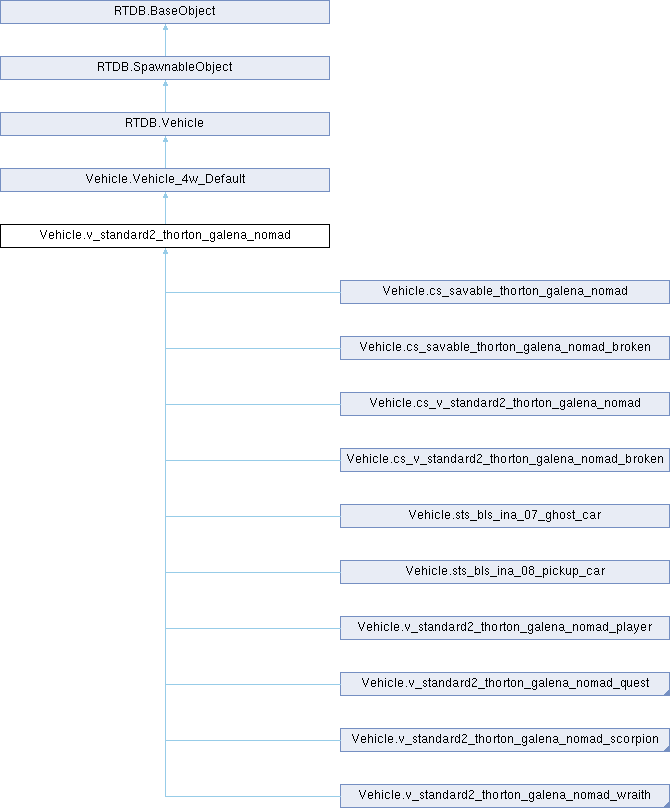 RTDB.BaseObject
RTDB.SpawnableObject
RTDB.Vehicle
Vehicle.Vehicle_4w_Default
Vehicle.v_standard2_thorton_galena_nomad
Vehicle.cs_savable_thorton_galena_nomad
Vehicle.cs_savable_thorton_galena_nomad_broken
Vehicle.cs_v_standard2_thorton_galena_nomad
Vehicle.cs_v_standard2_thorton_galena_nomad_broken
Vehicle.sts_bls_ina_07_ghost_car
Vehicle.sts_bls_ina_08_pickup_car
Vehicle.v_standard2_thorton_galena_nomad_player
Vehicle.v_standard2_thorton_galena_nomad_quest
Vehicle.v_standard2_thorton_galena_nomad_scorpion
Vehicle.v_standard2_thorton_galena_nomad_wraith